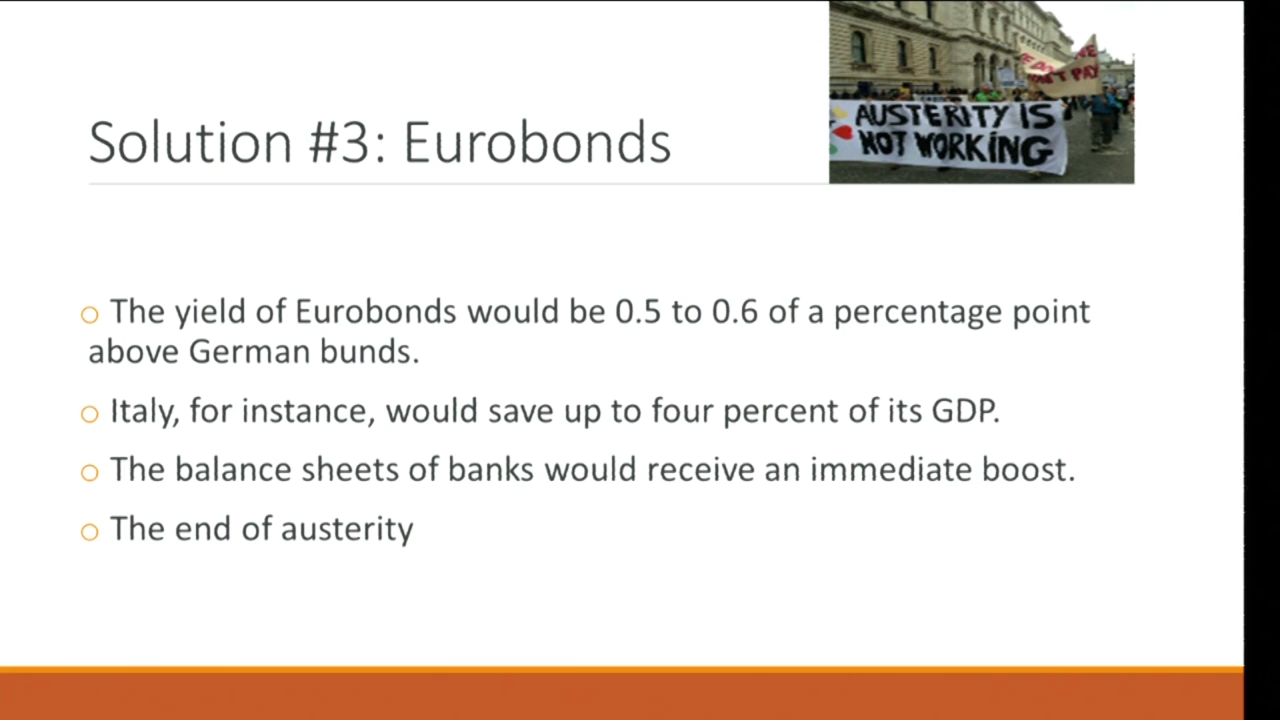 Solution #3: Eurobonds
AUSTERITY IS
NOT WORKING
PAY
o The yield of Eurobonds would be 0.5 to 0.6 of a percentage point
above German bunds.
o Italy, for instance, would save up to four percent of its GDP.
o The balance sheets of banks would receive an immediate boost.
o The end of austerity